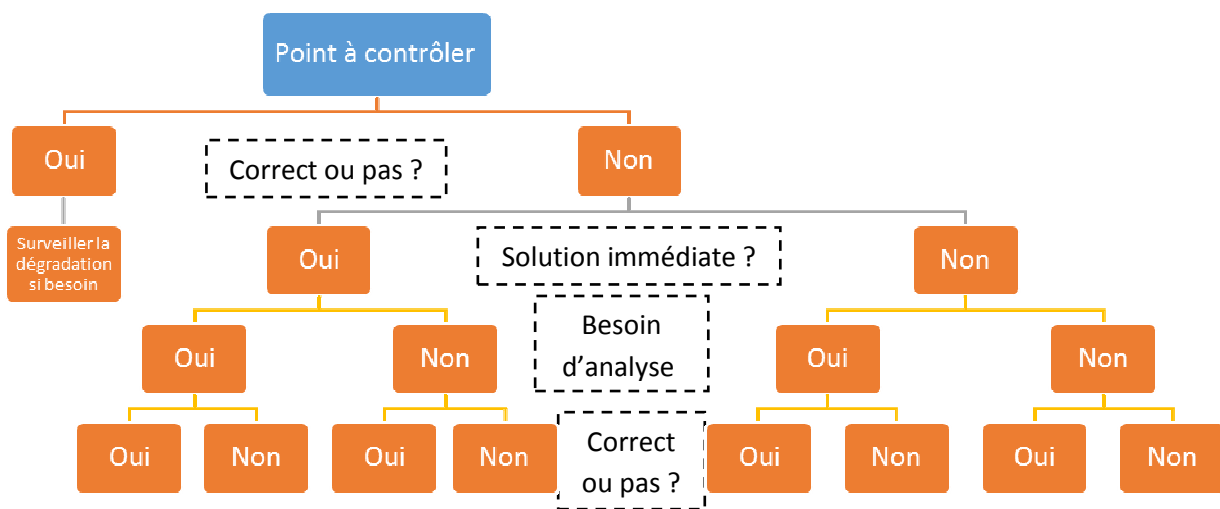 Point à contrôler
Oui
Correct ou pas ?
Non
Surveiller la
dégradation
si besoin
Oui
Solution immédiate ?
Non
Oui
Non
Besoin
d’analyse
Oui
Non
Oui
Non
Oui
Non
Correct
ou pas ?
Oui
Non
Oui
Non